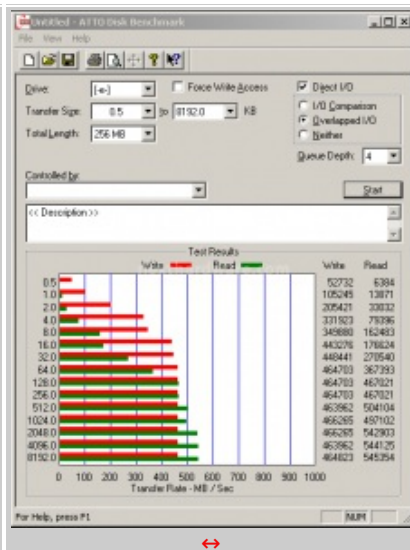 Untitled - ATTO Disk Benchmark
File View Help
Drive: [-e-] Force Write Access Direct I/O
Transfer Size: 0.5 to 8192.0 KB I/O Comparison
Overlapped I/O
Total Length: 256 MB Neither
Queue Depth: 4
Controlled by:
Start
<< Description >>
Test Results
Write Read Write Read
0.5 52732 6384
1.0 105245 13871
2.0 205421 33032
4.0 331923 79396
8.0 349880 162483
16.0 443276 176624
32.0 448441 270540
64.0 464703 367393
128.0 464703 467021
256.0 464703 467021
512.0 463962 504104
1024.0 466265 497102
2048.0 466265 542903
4096.0 463962 544125
8192.0 464823 545354
0 100 200 300 400 500 600 700 800 900 1000
Transfer Rate - MB / Sec
For Help, press F1 NUM